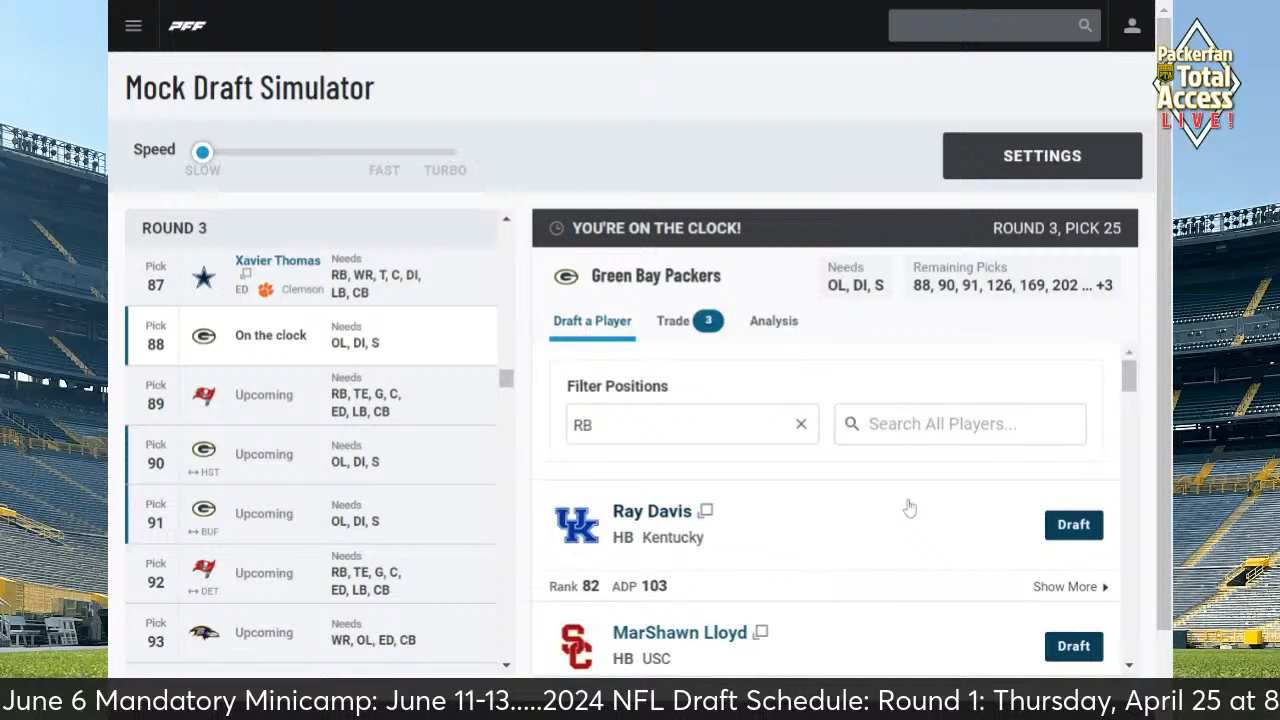 PFF
Packerfan
PTA
Total
Access
LIVE!
Mock Draft Simulator
Speed
SLOW
FAST
TURBO
SETTINGS
ROUND 3
Pick
87
Xavier Thomas
ED Clemson
Needs
RB, WR, T, C, DI,
LB, CB
Pick
88
On the clock
Needs
OL, DI, S
Pick
89
Upcoming
Needs
RB, TE, G, C,
ED, LB, CB
Pick
90
↔ HST
Upcoming
Needs
OL, DI, S
Pick
91
↔ BUF
Upcoming
Needs
OL, DI, S
Pick
92
↔ DET
Upcoming
Needs
RB, TE, G, C,
ED, LB, CB
Pick
93
Upcoming
Needs
WR, OL, ED, CB
YOU'RE ON THE CLOCK!
ROUND 3, PICK 25
Green Bay Packers
Needs
OL, DI, S
Remaining Picks
88, 90, 91, 126, 169, 202 ... +3
Draft a Player
Trade 3
Analysis
Filter Positions
RB
Search All Players...
UK
Ray Davis
HB Kentucky
Draft
Rank 82 ADP 103
Show More
SC
MarShawn Lloyd
HB USC
Draft
June 6 Mandatory Minicamp: June 11-13.....2024 NFL Draft Schedule: Round 1: Thursday, April 25 at 8